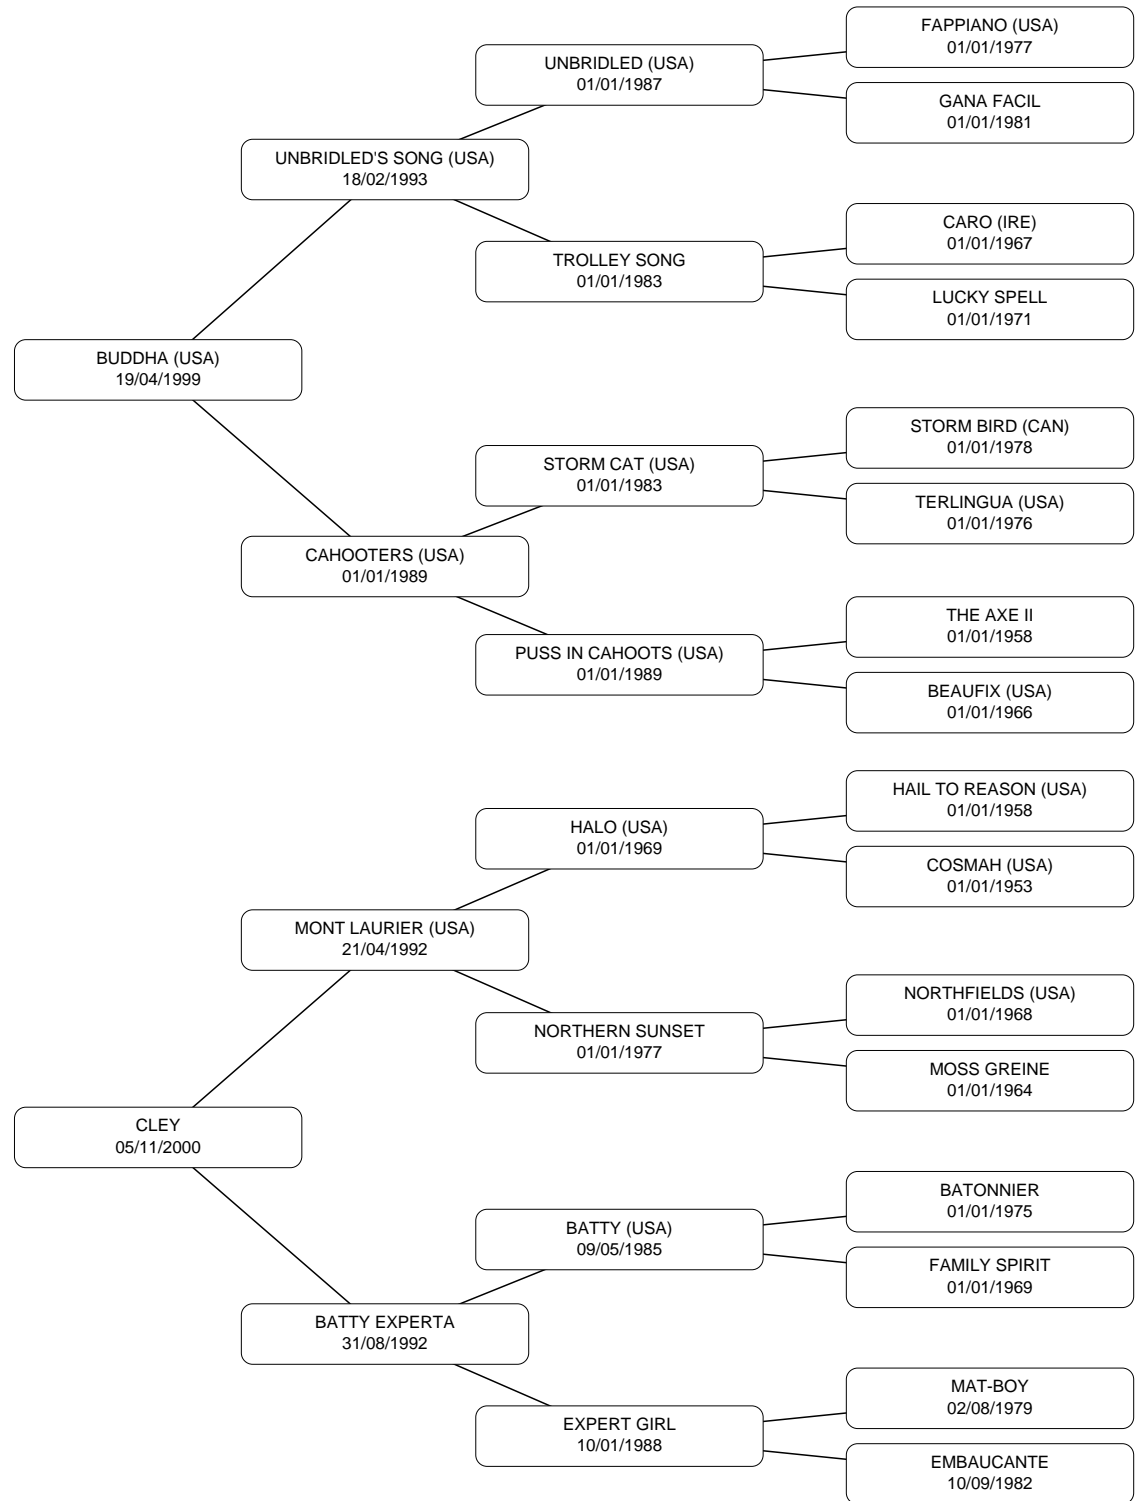 FAPPIANO (USA)
01/01/1977
UNBRIDLED (USA)
01/01/1987
GANA FACIL
01/01/1981
UNBRIDLED'S SONG (USA)
18/02/1993
CARO (IRE)
01/01/1967
TROLLEY SONG
01/01/1983
LUCKY SPELL
01/01/1971
BUDDHA (USA)
19/04/1999
STORM BIRD (CAN)
01/01/1978
STORM CAT (USA)
01/01/1983
TERLINGUA (USA)
01/01/1976
CAHOOTERS (USA)
01/01/1989
THE AXE II
01/01/1958
PUSS IN CAHOOTS (USA)
01/01/1989
BEAUFIX (USA)
01/01/1966
HAIL TO REASON (USA)
01/01/1958
HALO (USA)
01/01/1969
COSMAH (USA)
01/01/1953
MONT LAURIER (USA)
21/04/1992
NORTHFIELDS (USA)
01/01/1968
NORTHERN SUNSET
01/01/1977
MOSS GREINE
01/01/1964
CLEY
05/11/2000
BATONNIER
01/01/1975
BATTY (USA)
09/05/1985
FAMILY SPIRIT
01/01/1969
BATTY EXPERTA
31/08/1992
MAT-BOY
02/08/1979
EXPERT GIRL
10/01/1988
EMBAUCANTE
10/09/1982